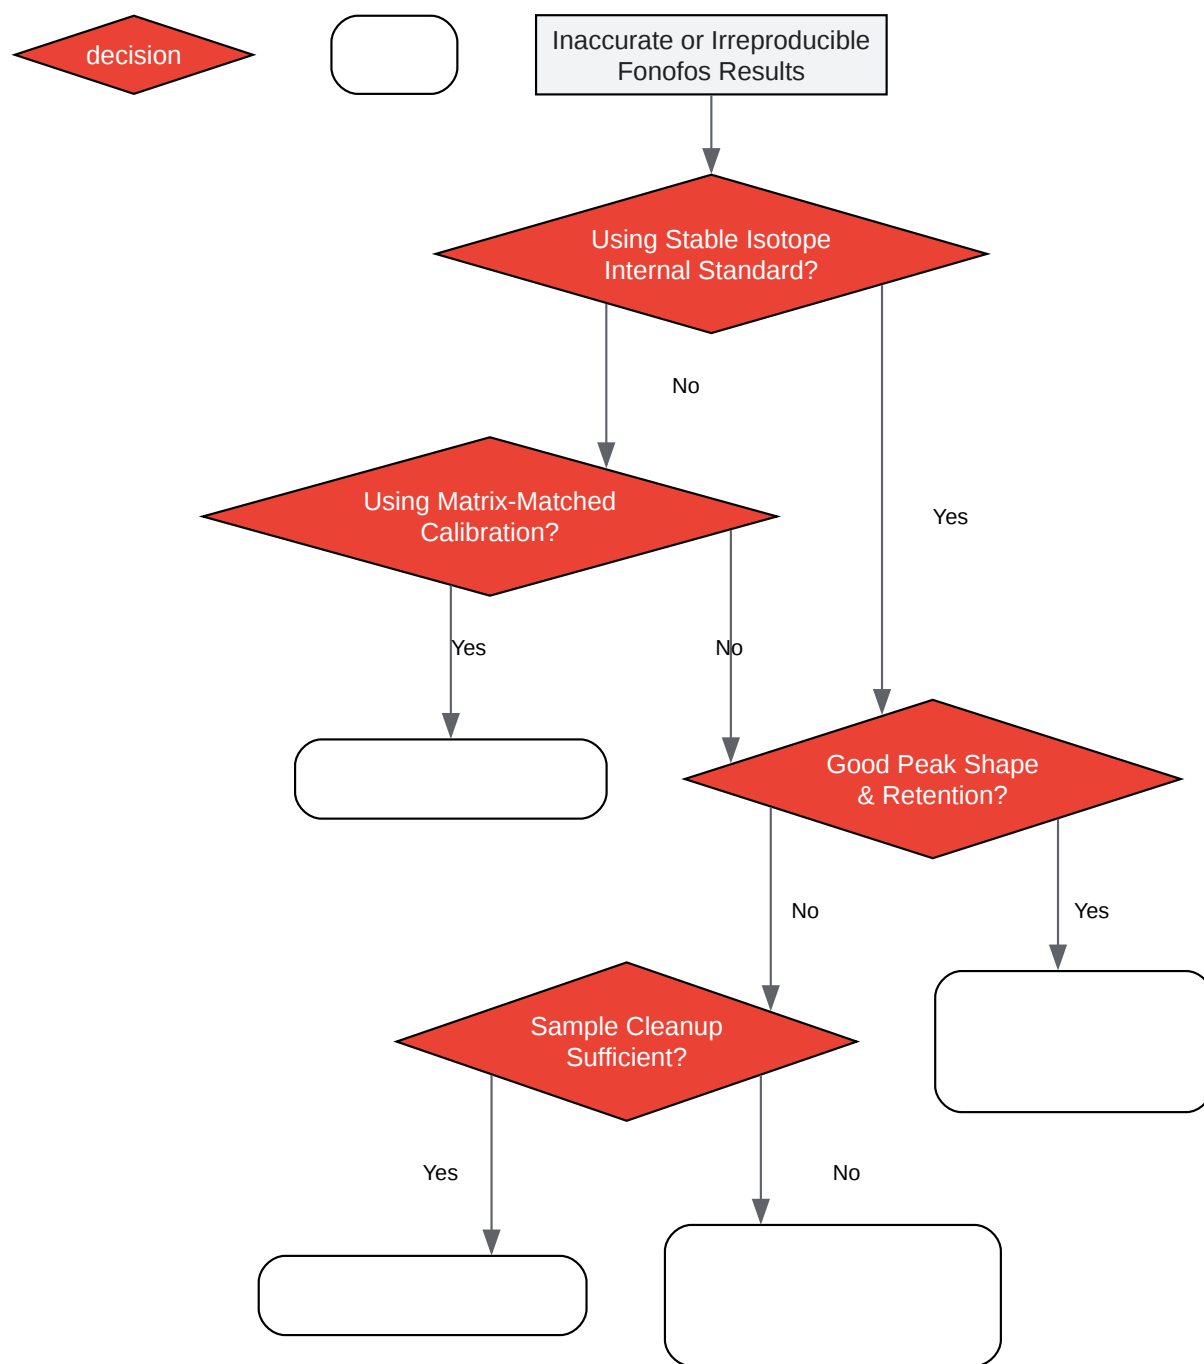 decision
Inaccurate or Irreproducible
Fonofos Results
Using Stable Isotope
Internal Standard?
No
Using Matrix-Matched
Calibration?
Yes
Yes
No
Good Peak Shape
& Retention?
No
Yes
Sample Cleanup
Sufficient?
Yes
No